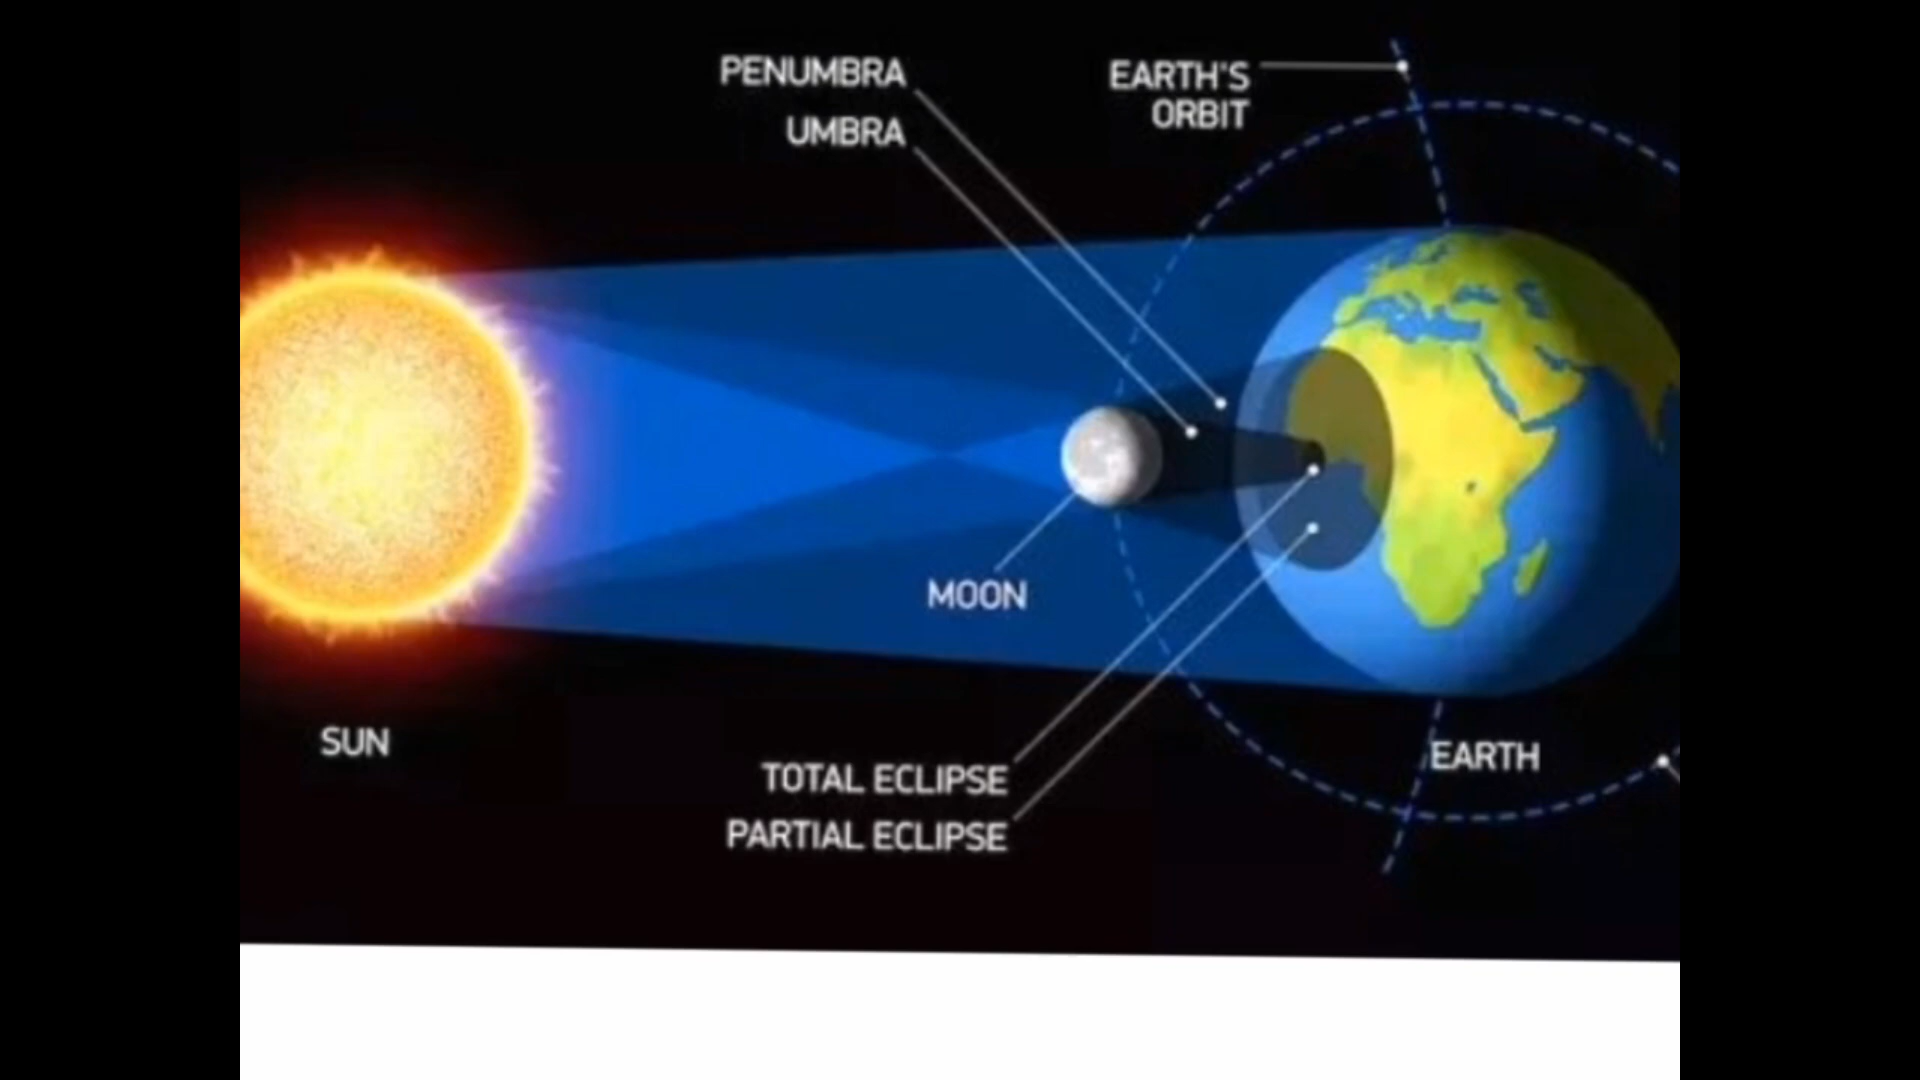 PENUMBRA
UMBRA
EARTH'S
ORBIT
MOON
SUN
EARTH
TOTAL ECLIPSE
PARTIAL ECLIPSE